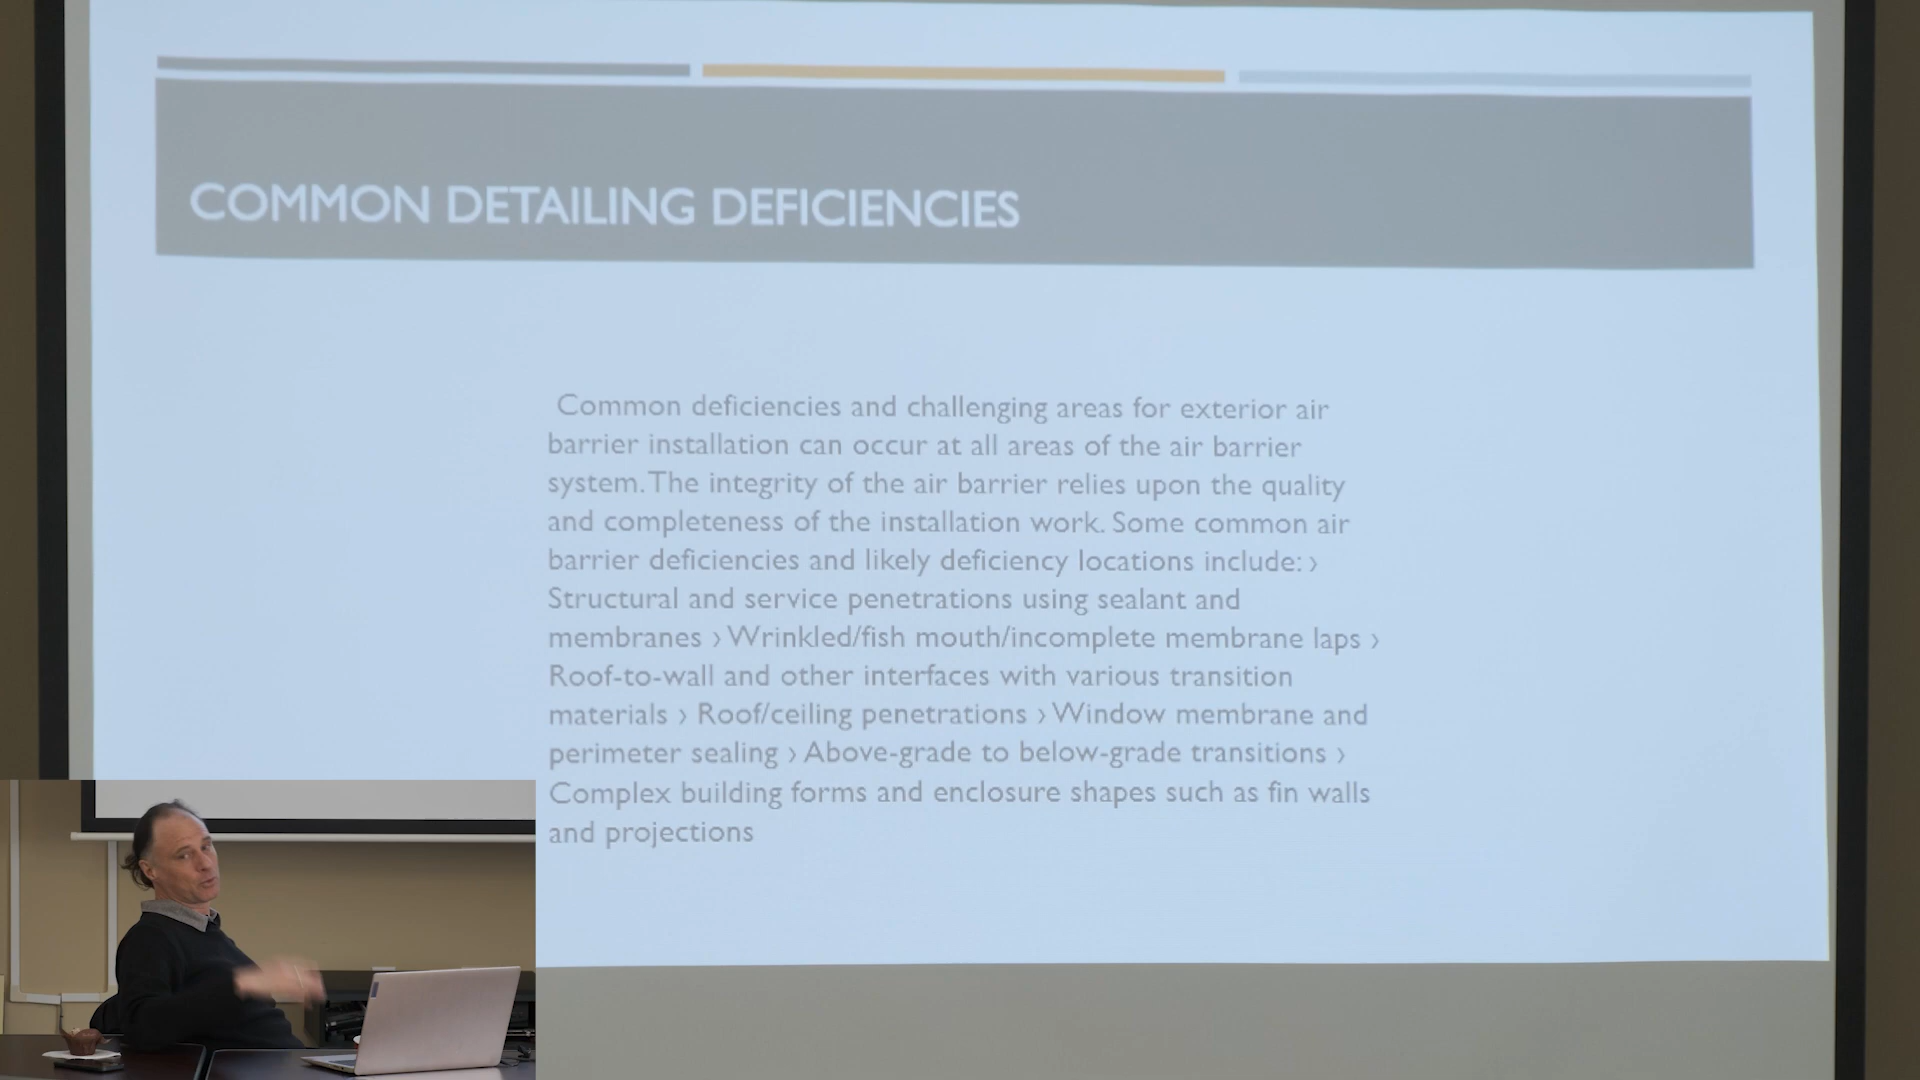 COMMON DETAILING DEFICIENCIES
Common deficiencies and challenging areas for exterior air
barrier installation can occur at all areas of the air barrier
system. The integrity of the air barrier relies upon the quality
and completeness of the installation work. Some common air
barrier deficiencies and likely deficiency locations include: ›
Structural and service penetrations using sealant and
membranes › Wrinkled/fish mouth/incomplete membrane laps ›
Roof-to-wall and other interfaces with various transition
materials › Roof/ceiling penetrations › Window membrane and
perimeter sealing › Above-grade to below-grade transitions ›
Complex building forms and enclosure shapes such as fin walls
and projections